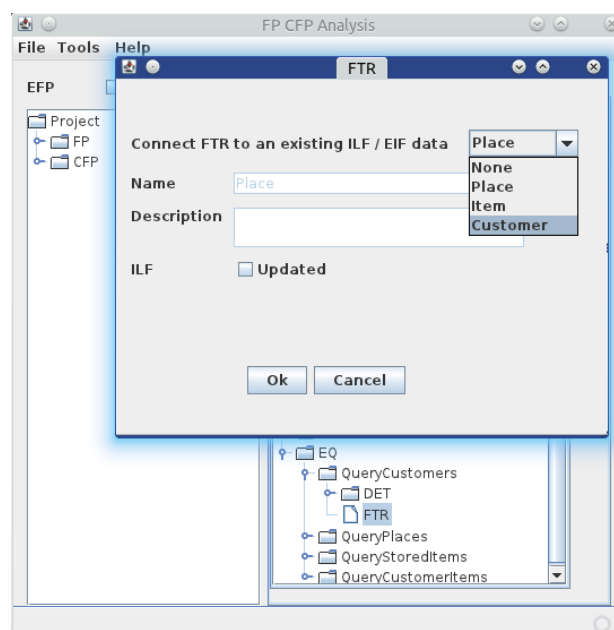 FP CFP Analysis
File Tools Help
FTR
EFP
Project
FP
CFP
Connect FTR to an existing ILF / EIF data
Place
None
Place
Item
Customer
Name
Place
Description
ILF
Updated
Ok
Cancel
EQ
QueryCustomers
DET
FTR
QueryPlaces
QueryStoredItems
QueryCustomerItems